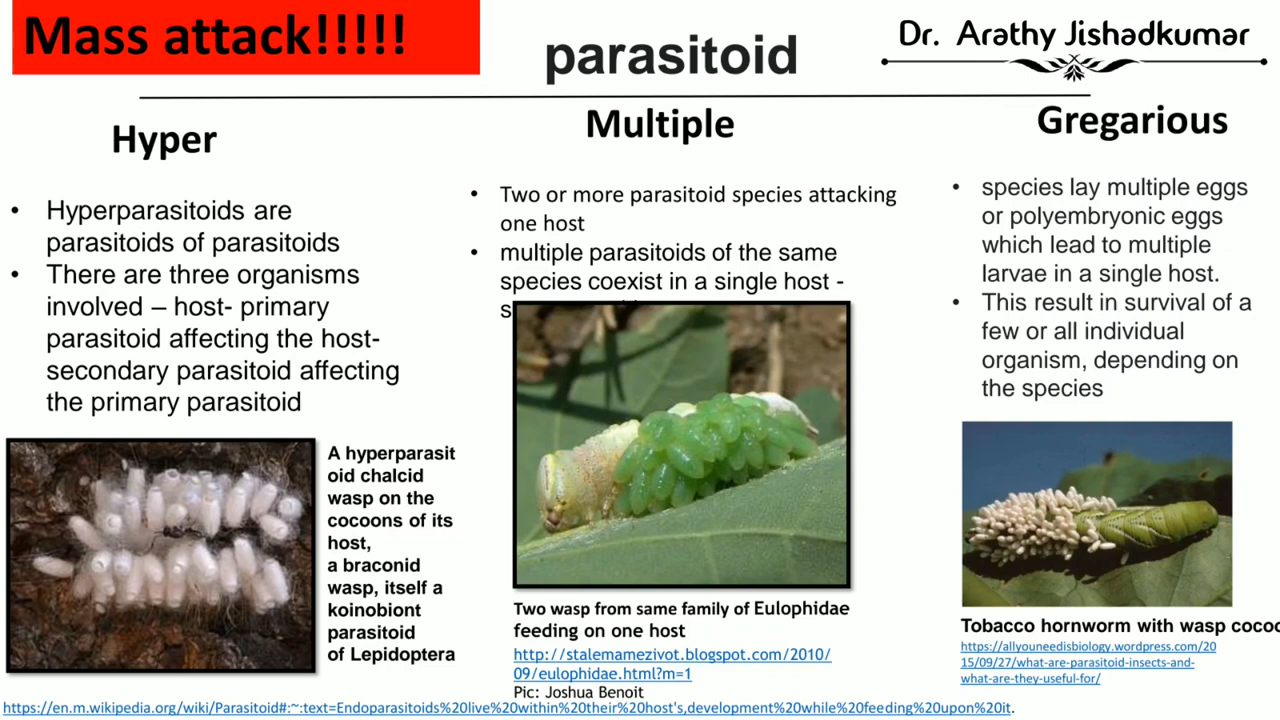 Mass attack!!!!!
parasitoid
Dr. Arathy Jishadkumar
Hyper
• Hyperparasitoids are
parasitoids of parasitoids
• There are three organisms
involved – host- primary
parasitoid affecting the host-
secondary parasitoid affecting
the primary parasitoid
A hyperparasit
oid chalcid
wasp on the
cocoons of its
host,
a braconid
wasp, itself a
koinobiont
parasitoid
of Lepidoptera
Multiple
• Two or more parasitoid species attacking
one host
• multiple parasitoids of the same
species coexist in a single host -
Two wasp from same family of Eulophidae
feeding on one host
http://stalemamezivot.blogspot.com/2010/
09/eulophidae.html?m=1
Pic: Joshua Benoit
Gregarious
• species lay multiple eggs
or polyembryonic eggs
which lead to multiple
larvae in a single host.
• This result in survival of a
few or all individual
organism, depending on
the species
Tobacco hornworm with wasp cocoo
https://allyouneedisbiology.wordpress.com/20
15/09/27/what-are-parasitoid-insects-and-
what-are-they-useful-for/
https://en.m.wikipedia.org/wiki/Parasitoid#:~:text=Endoparasitoids%20live%20within%20their%20host's,development%20while%20feeding%20upon%20it.